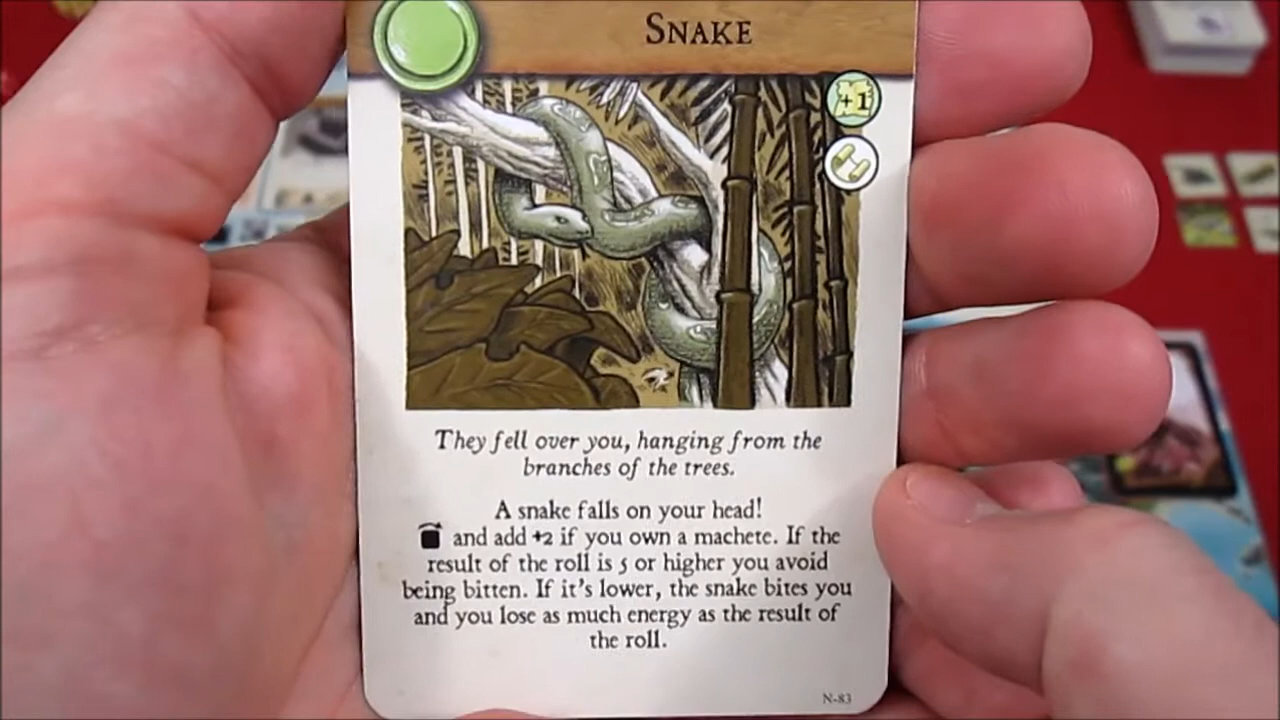 Snake
+1
They fell over you, hanging from the
branches of the trees.
A snake falls on your head!
and add +2 if you own a machete. If the
result of the roll is 5 or higher you avoid
being bitten. If it's lower, the snake bites you
and you lose as much energy as the result of
the roll.
N-83